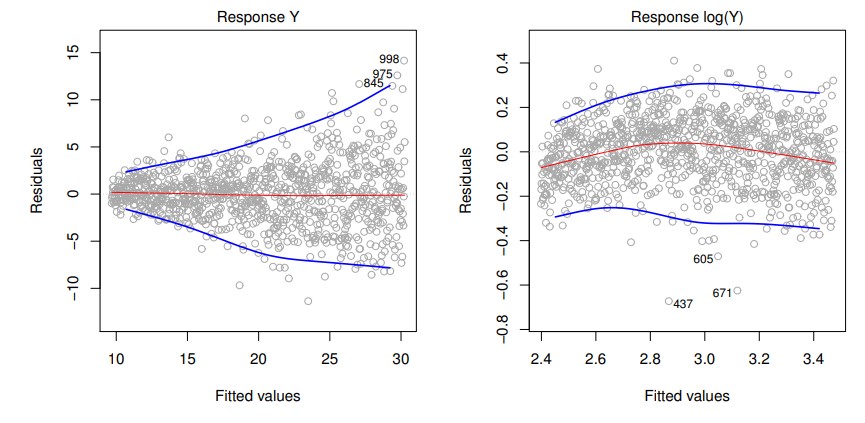 Response Y
998
975
845
15
10
5
0
−5
−10
Residuals
10 15 20 25 30
Fitted values
Response log(Y)
0.4
0.2
0.0
−0.2
−0.4
−0.6
−0.8
Residuals
605
671
437
2.4 2.6 2.8 3.0 3.2 3.4
Fitted values